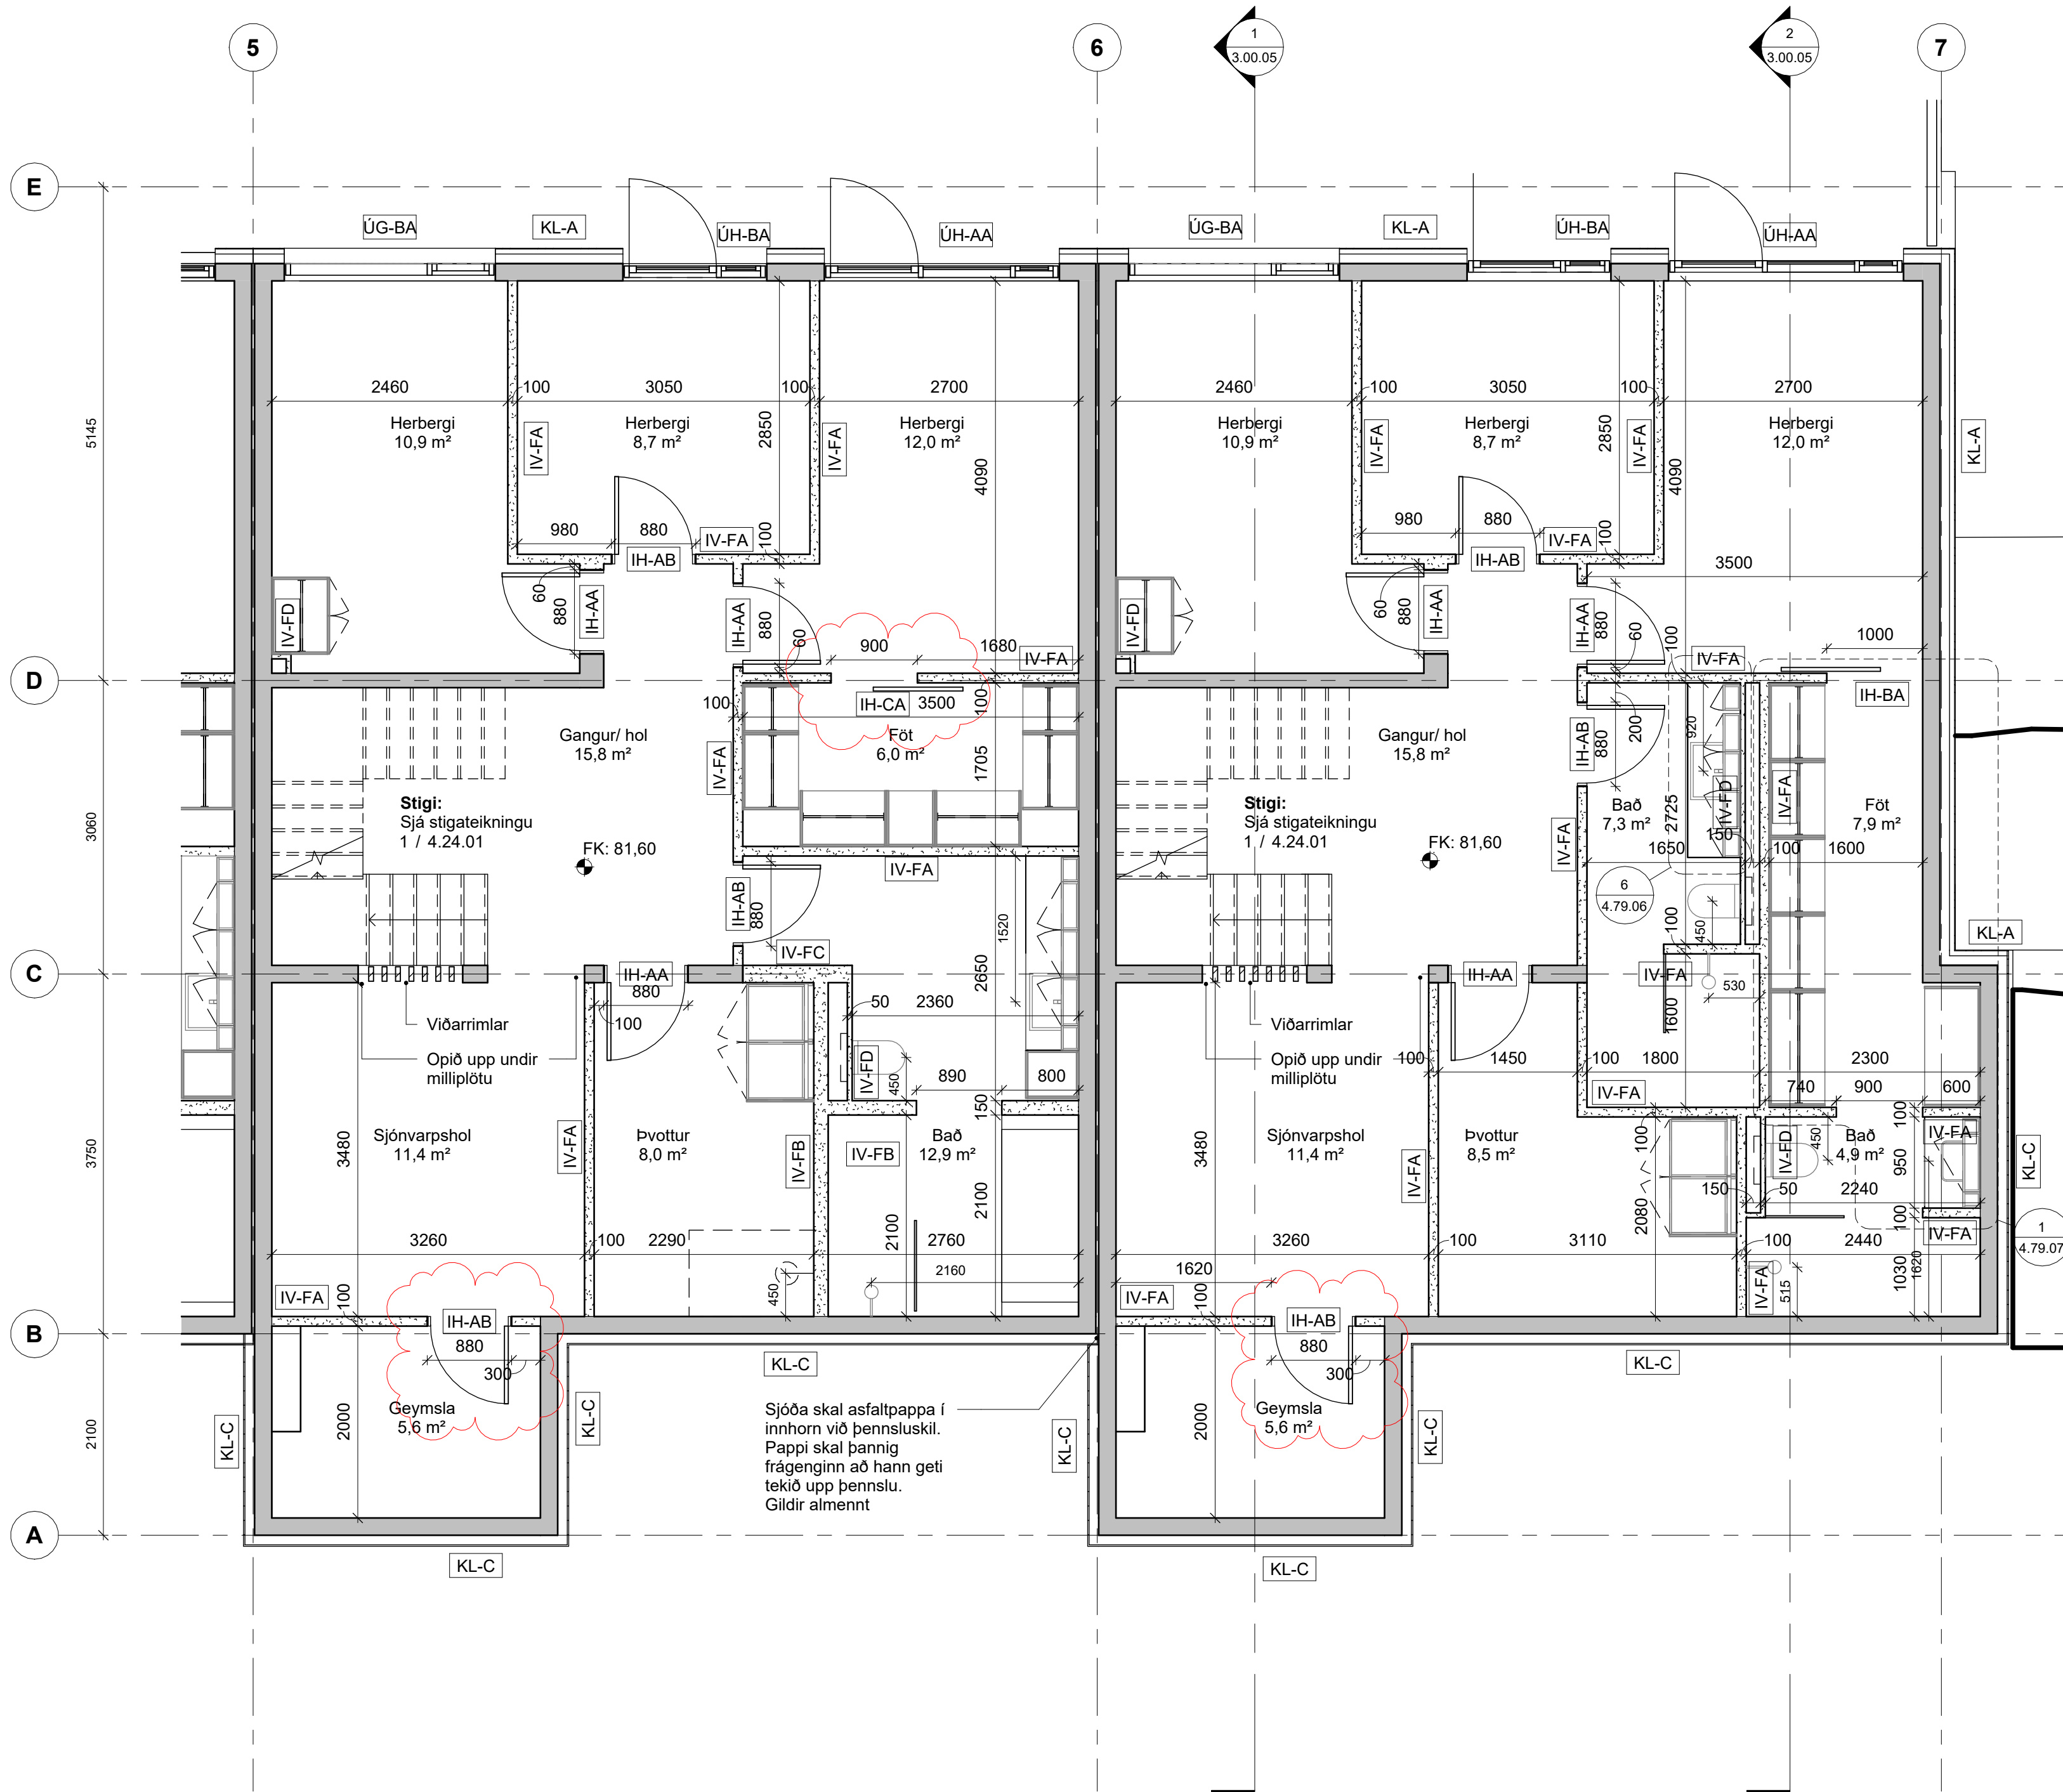 5
6
1
3.00.05
2
3.00.05
7
E
ÚG-BA
KL-A
ÚH-BA
ÚH-AA
ÚG-BA
KL-A
ÚH-BA
ÚH-AA
5145
2460
100
3050
100
2700
2460
100
3050
100
2700
Herbergi
10,9 m²
Herbergi
8,7 m²
Herbergi
12,0 m²
Herbergi
10,9 m²
Herbergi
8,7 m²
Herbergi
12,0 m²
IV-FA
2850
IV-FA
4090
IV-FA
2850
IV-FA
4090
KL-A
980
880
IV-FA
100
980
880
IV-FA
100
IH-AB
IH-AB
3500
IV-FD
60
880
IH-AA
IH-AA
880
60
IV-FD
60
880
IH-AA
IH-AA
880
60
100
900
1680
IV-FA
IV-FA
1000
D
100
IH-CA
3500
100
IH-BA
Gangur/ hol
15,8 m²
Föt
6,0 m²
IV-FA
1705
Gangur/ hol
15,8 m²
IH-AB
880
200
920
Stigi:
Sjá stigateikningu
1 / 4.24.01
FK: 81,60
Stigi:
Sjá stigateikningu
1 / 4.24.01
FK: 81,60
Bað
7,3 m²
2725
IV-FD
IV-FA
Föt
7,9 m²
3060
IV-FA
150
1650
100
1600
IV-FA
6
4.79.06
IH-AB
880
1520
100
450
IV-FC
2650
KL-A
C
IH-AA
IH-AA
IV-FA
880
100
50
2360
530
1600
Viðarrimlar
Opið upp undir
milliplötu
Viðarrimlar
Opið upp undir
milliplötu
100
1450
100
1800
2300
IV-FD
450
890
800
150
IV-FA
740
900
600
100
3750
Sjónvarpshol
11,4 m²
3480
IV-FA
Þvottur
8,0 m²
IV-FB
IV-FB
Bað
12,9 m²
2100
2100
Sjónvarpshol
11,4 m²
3480
IV-FA
Þvottur
8,5 m²
100
IV-FD
450
Bað
4,9 m²
IV-FA
950
KL-C
150
50
2240
2080
100
IV-FA
1
4.79.07
3260
100
2290
2760
3260
100
3110
100
2440
2160
450
1620
IV-FA
515
1030
1620
IV-FA
100
IH-AB
IV-FA
100
IH-AB
B
880
300
880
300
KL-C
KL-C
2100
Geymsla
5,6 m²
2000
KL-C
KL-C
Geymsla
5,6 m²
2000
KL-C
KL-C
Sjóða skal asfaltpappa í
innhorn við þennsluskil.
Pappi skal þannig
frágenginn að hann geti
tekið upp þennslu.
Gildir almennt
A
KL-C
KL-C